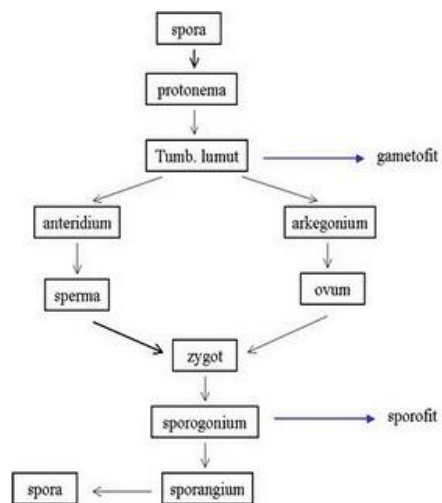 spora
protonema
Tumb. lumut
gametofit
anteridium
arkegonium
sperma
ovum
zygot
sporogonium
sporofit
spora
sporangium